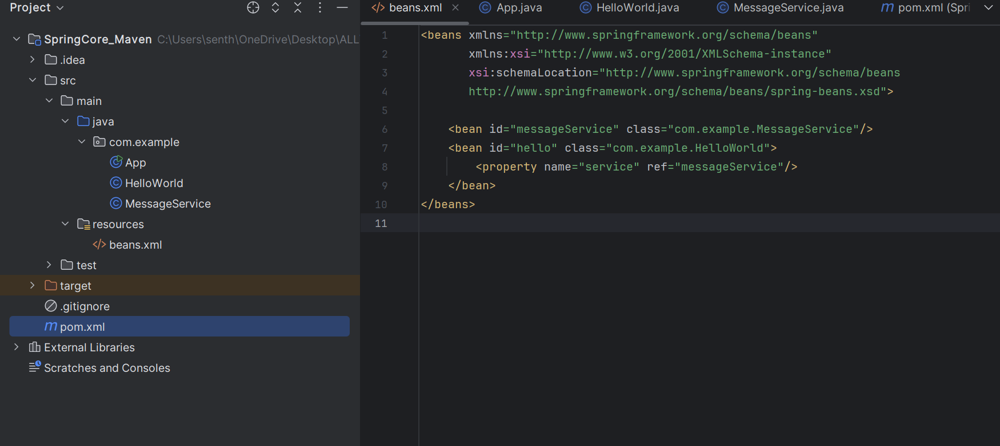 Project
beans.xml
App.java
HelloWorld.java
MessageService.java
m pom.xml (Spri
SpringCore_Maven C:\Users\senth\OneDrive\Desktop\ALL
.idea
src
main
java
com.example
App
HelloWorld
MessageService
resources
beans.xml
test
target
.gitignore
m pom.xml
External Libraries
Scratches and Consoles
1 <beans xmlns="http://www.springframework.org/schema/beans"
2 xmlns:xsi="http://www.w3.org/2001/XMLSchema-instance"
3 xsi:schemaLocation="http://www.springframework.org/schema/beans
4 http://www.springframework.org/schema/beans/spring-beans.xsd">
5
6 <bean id="messageService" class="com.example.MessageService"/>
7 <bean id="hello" class="com.example.HelloWorld">
8 <property name="service" ref="messageService"/>
9 </bean>
10 </beans>
11